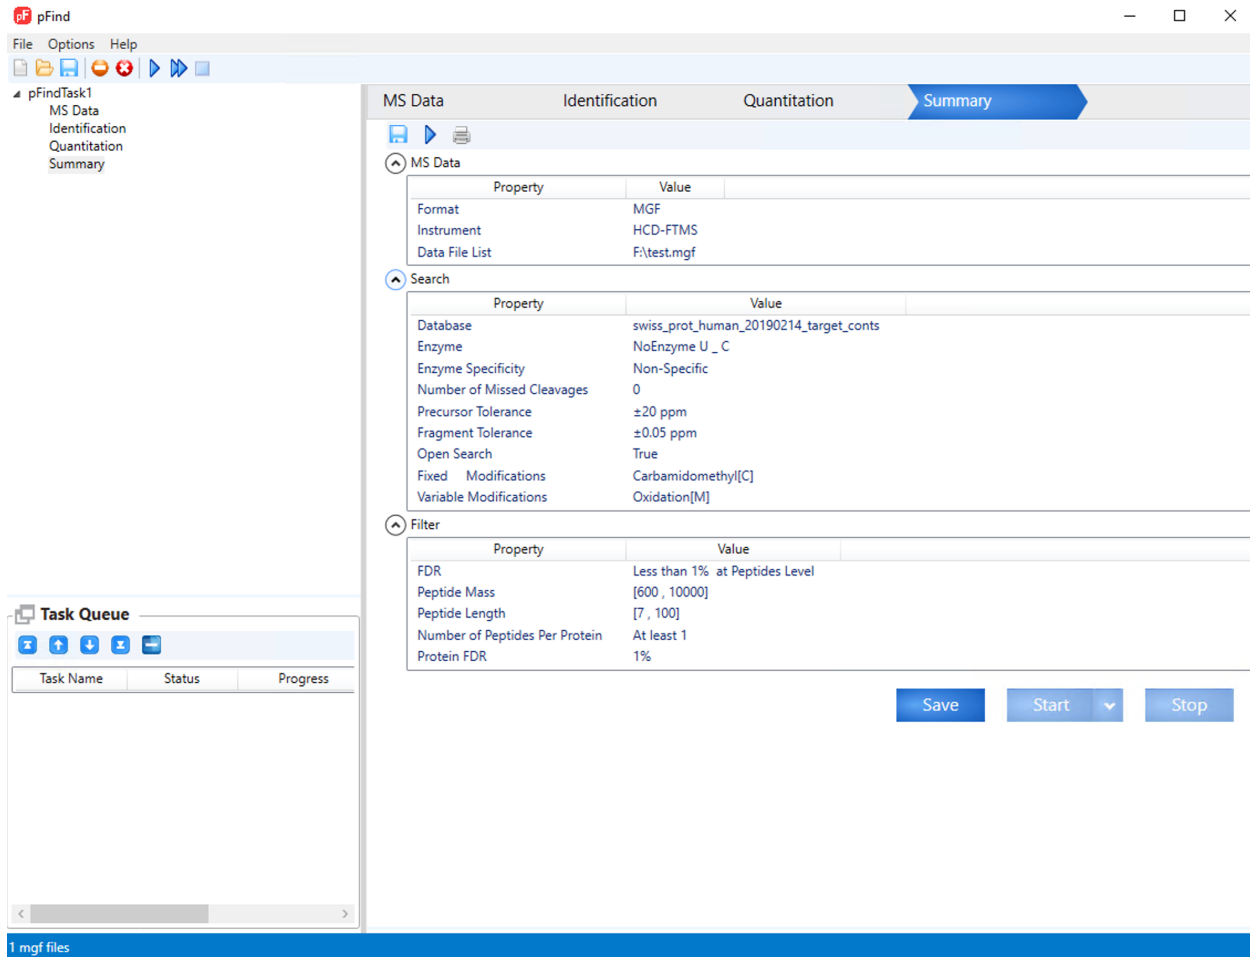 pF pFind
File Options Help
pFindTask1
MS Data
Identification
Quantitation
Summary
MS Data Identification Quantitation Summary
MS Data
Property Value
Format MGF
Instrument HCD-FTMS
Data File List F:\test.mgf
Search
Property Value
Database swiss_prot_human_20190214_target_conts
Enzyme NoEnzyme U _ C
Enzyme Specificity Non-Specific
Number of Missed Cleavages 0
Precursor Tolerance ±20 ppm
Fragment Tolerance ±0.05 ppm
Open Search True
Fixed Modifications Carbamidomethyl[C]
Variable Modifications Oxidation[M]
Filter
Property Value
FDR Less than 1% at Peptides Level
Peptide Mass [600 , 10000]
Peptide Length [7 , 100]
Number of Peptides Per Protein At least 1
Protein FDR 1%
Save Start Stop
Task Queue
Task Name Status Progress
1 mgf files